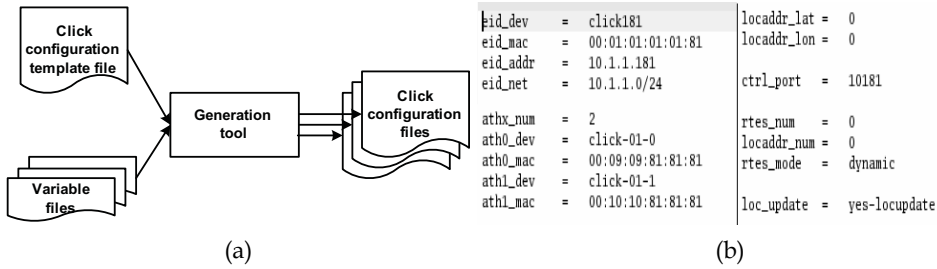 Click
configuration
template file
Variable
files
Generation
tool
Click
configuration
files
(a)
eid_dev = click181
eid_mac = 00:01:01:01:01:81
eid_addr = 10.1.1.181
eid_net = 10.1.1.0/24
athx_num = 2
ath0_dev = click-01-0
ath0_mac = 00:09:09:81:81:81
ath1_dev = click-01-1
ath1_mac = 00:10:10:81:81:81
locaddr_lat = 0
locaddr_lon = 0
ctrl_port = 10181
rtes_num = 0
locaddr_num = 0
rtes_mode = dynamic
loc_update = yes-locupdate
(b)